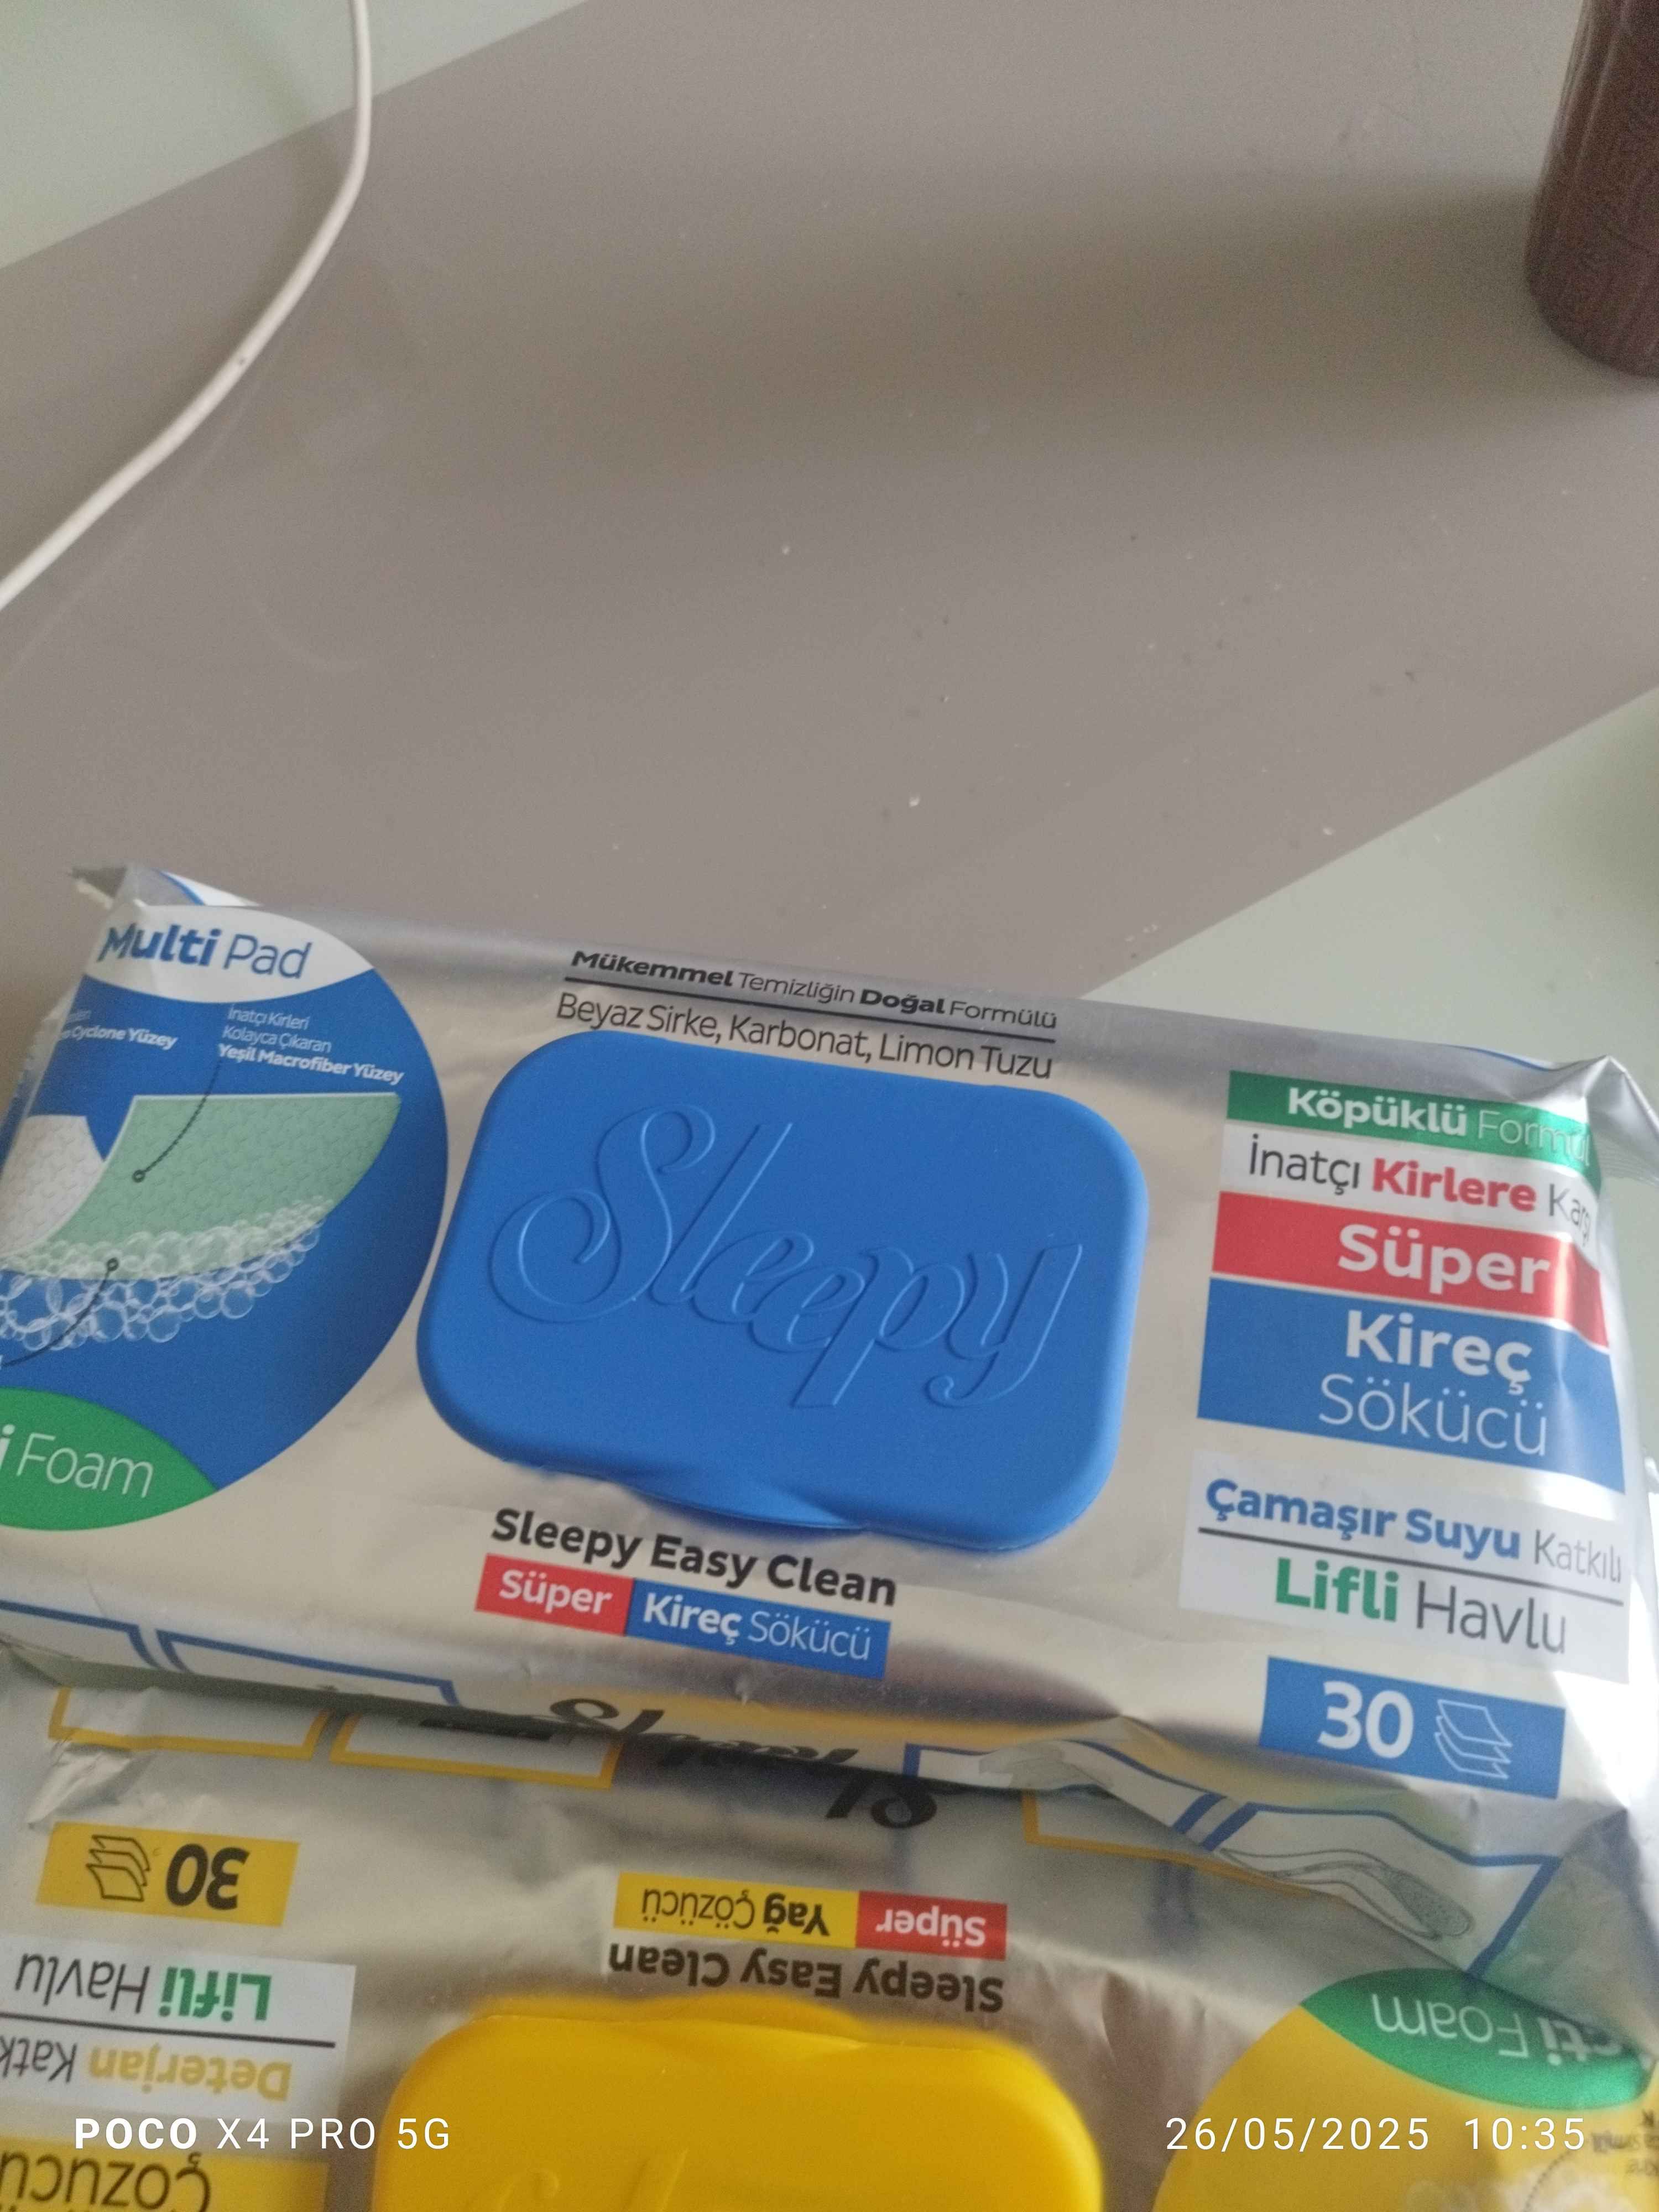 Multi Pad
Cyclone Yüzey
İnatçı Kirleri
Kolayca Çıkaran
Yeşil Macrofiber Yüzey
Foam
Mükemmel Temizliğin Doğal Formülü
Beyaz Sirke, Karbonat, Limon Tuzu
Sleepy
Sleepy Easy Clean
Süper Kireç Sökücü
Köpüklü Formül
İnatçı Kirlere Karşı
Süper
Kireç
Sökücü
Çamaşır Suyu Katkılı
Lifli Havlu
30
Sleepy
Foam
Sleepy
Sleepy Easy Clean
Süper Yağ Çözücü
Çözücü
Deterjan
Lifli Havlu
30
POCO X4 PRO 5G
26/05/2025 10:35